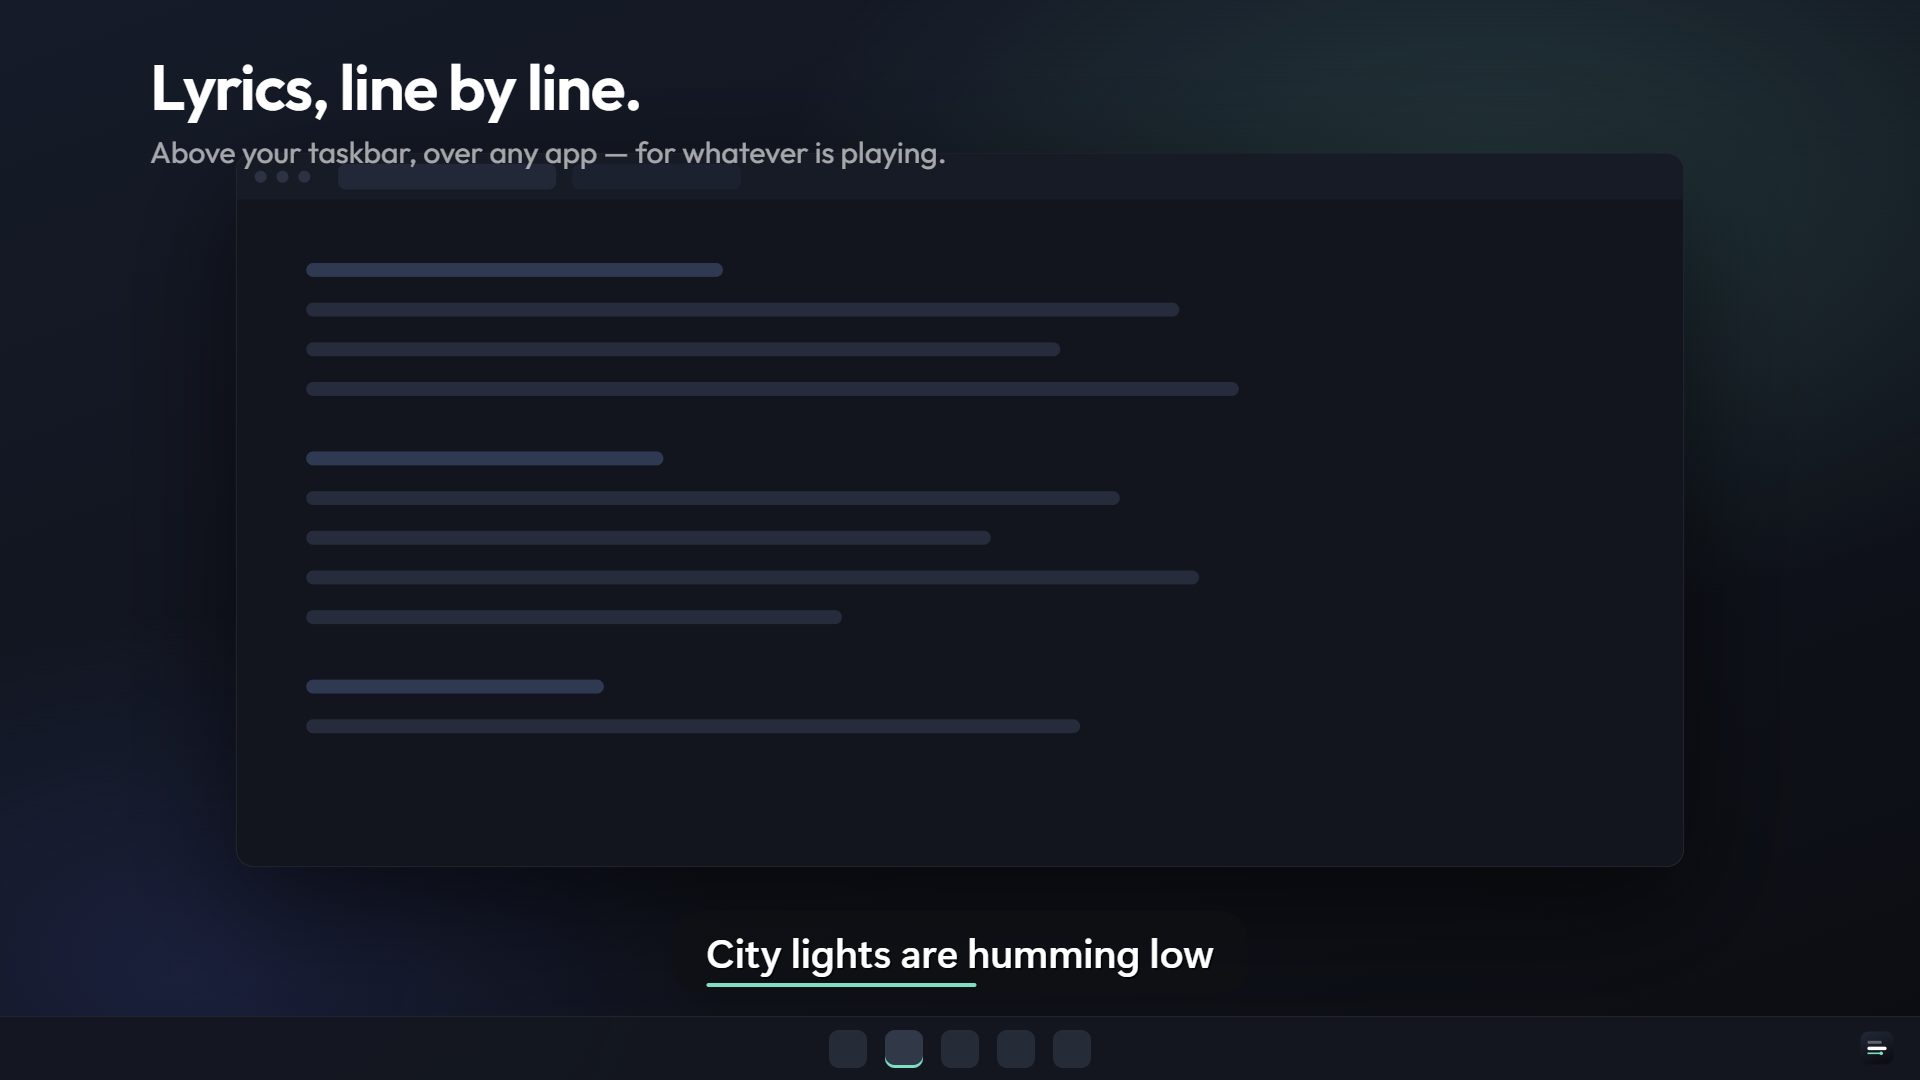 Lyrics, line by line.
Above your taskbar, over any app — for whatever is playing.
City lights are humming low